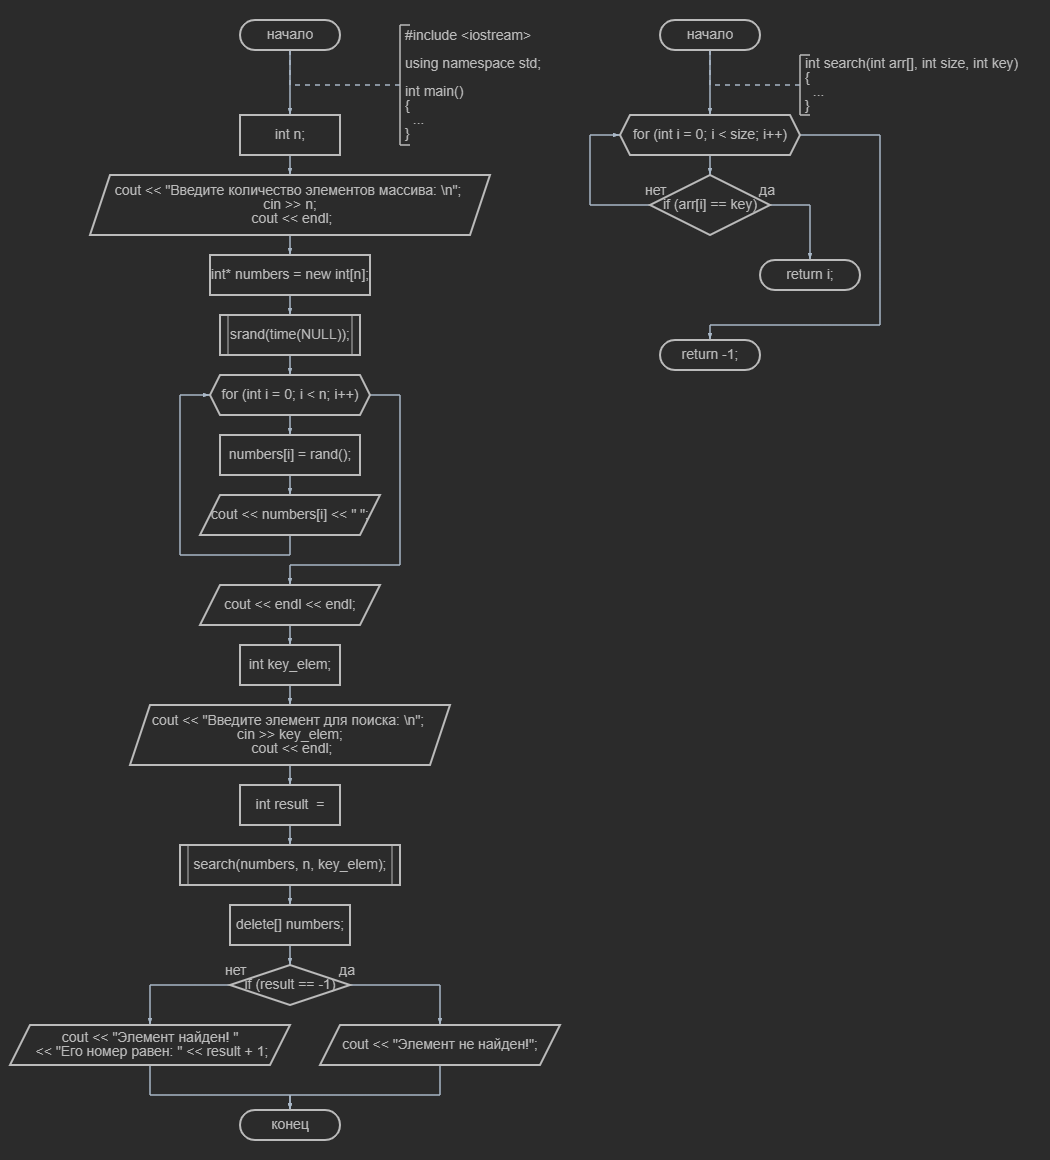 начало
#include <iostream>
using namespace std;
int main()
{
...
}
int n;
cout << "Введите количество элементов массива: \n";
cin >> n;
cout << endl;
int* numbers = new int[n];
srand(time(NULL));
for (int i = 0; i < n; i++)
numbers[i] = rand();
cout << numbers[i] << " ";
cout << endl << endl;
int key_elem;
cout << "Введите элемент для поиска: \n";
cin >> key_elem;
cout << endl;
int result =
search(numbers, n, key_elem);
delete[] numbers;
нет
да
if (result == -1)
cout << "Элемент найден! "
<< "Его номер равен: " << result + 1;
cout << "Элемент не найден!";
конец
начало
int search(int arr[], int size, int key)
{
...
}
for (int i = 0; i < size; i++)
нет
да
if (arr[i] == key)
return i;
return -1;